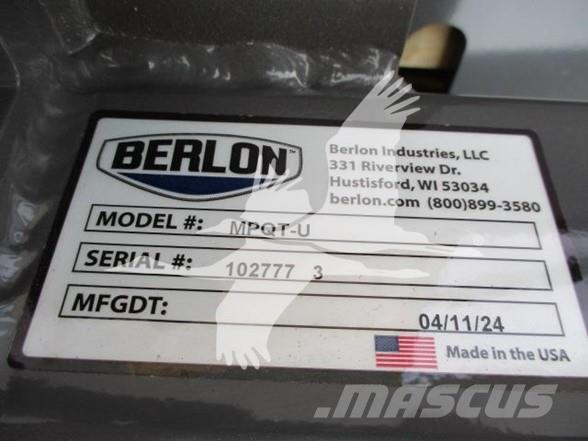 BERLON™
Berlon Industries, LLC
331 Riverview Dr.
Hustisford, WI 53034
berlon.com (800)899-3580
MODEL #: MPQT-U
SERIAL #: 102777 3
MFGDT: 04/11/24
Made in the USA
MASCUS